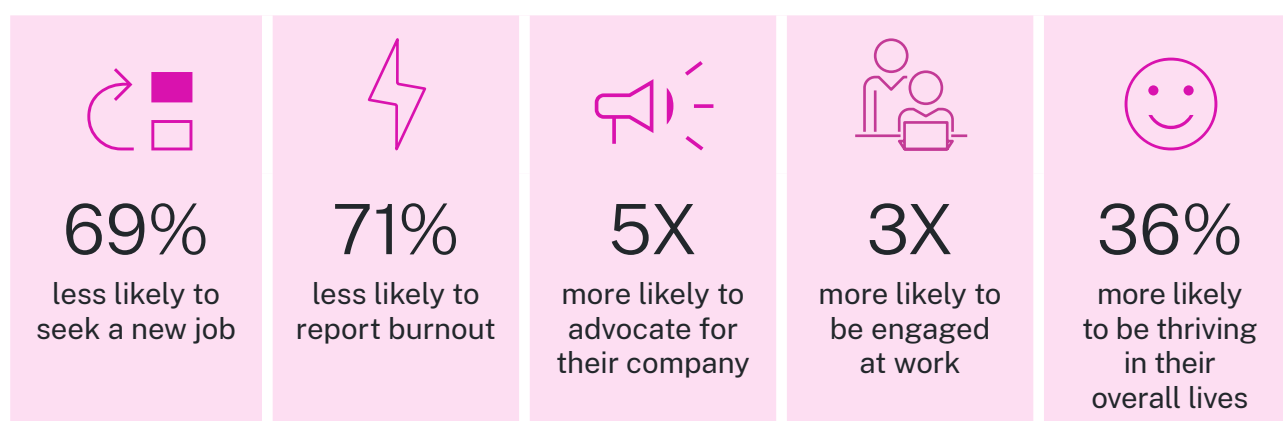 69%
less likely to
seek a new job
71%
less likely to
report burnout
5X
more likely to
advocate for
their company
3X
more likely to
be engaged
at work
36%
more likely
to be thriving
in their
overall lives